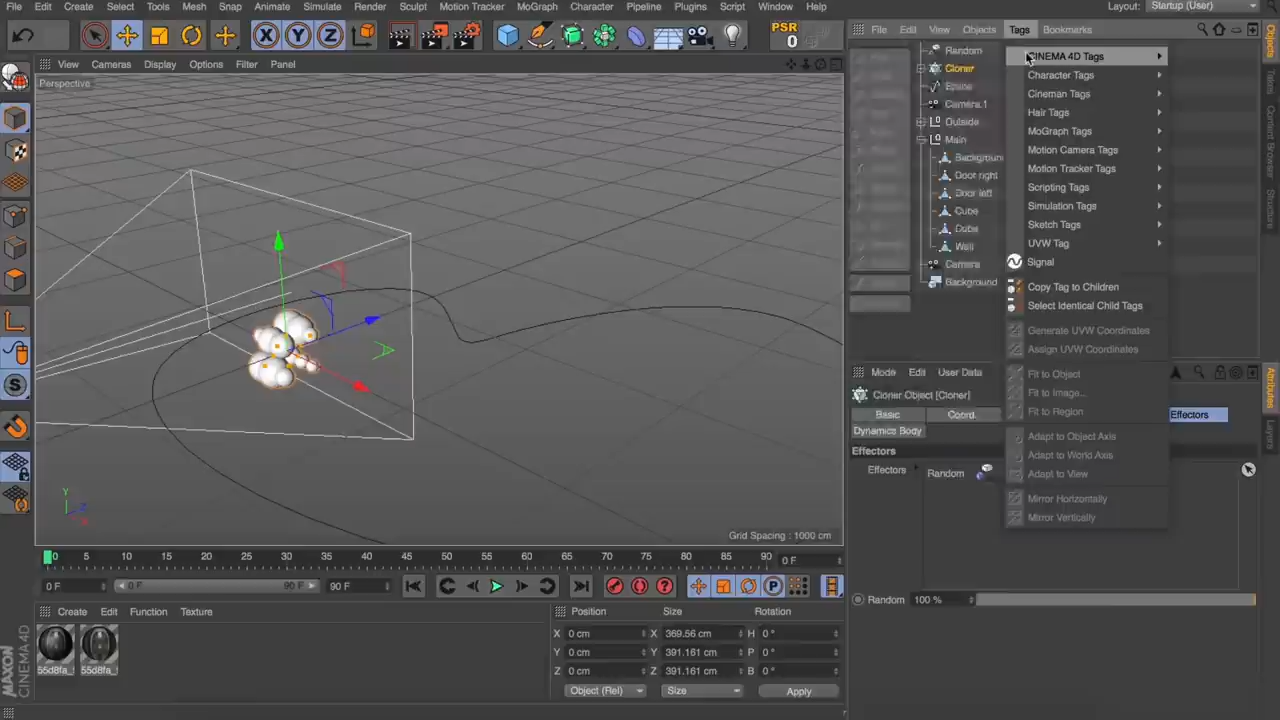 File Edit Create Select Tools Mesh Snap Animate Simulate Render Sculpt Motion Tracker MoGraph Character Pipeline Plugins Script Window Help Layout: Startup (User)
X Y Z PSR
0
File Edit View Objects Tags Bookmarks
View Cameras Display Options Filter Panel
Perspective
Random
Cloner
Camera.1
Outside
Main
Background
Door right
Door left
Cube
Cube
Wall
Camera
Background
CINEMA 4D Tags
Character Tags
Cineman Tags
Hair Tags
MoGraph Tags
Motion Camera Tags
Motion Tracker Tags
Scripting Tags
Simulation Tags
Sketch Tags
UVW Tag
Signal
Copy Tag to Children
Select Identical Child Tags
Generate UVW Coordinates
Assign UVW Coordinates
Fit to Object
Fit to Image...
Fit to Region
Adapt to Object Axis
Adapt to World Axis
Adapt to View
Mirror Horizontally
Mirror Vertically
Objects
Content Browser
Structure
Attributes
Layers
Mode Edit User Data
Cloner Object [Cloner]
Basic Coord. Effectors
Dynamics Body
Effectors
Effectors Random
Random 100 %
Y Z X
Grid Spacing : 1000 cm
0 5 10 15 20 25 30 35 40 45 50 55 60 65 70 75 80 85 90 0 F
0 F 0 F 90 F 90 F
Create Edit Function Texture
55d8fa_ 55d8fa_
Position Size Rotation
X 0 cm X 369.56 cm H 0 °
Y 0 cm Y 391.161 cm P 0 °
Z 0 cm Z 391.161 cm B 0 °
Object (Rel) Size Apply
MAXON
CINEMA4D